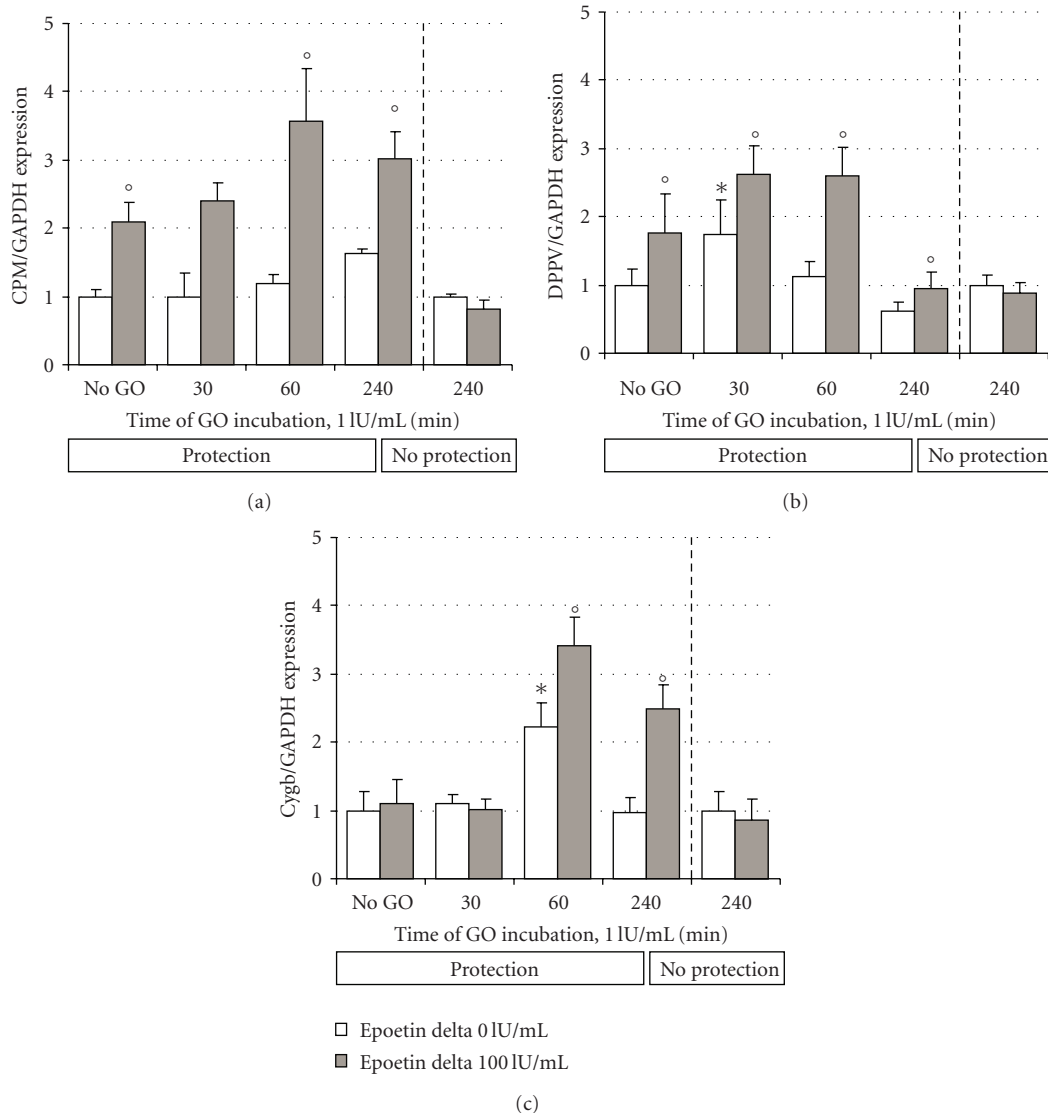 5
4
3
2
1
0
CPM/GAPDH expression
No GO 30 60 240 240
Time of GO incubation, 1 lU/mL (min)
Protection No protection
(a)
5
4
3
2
1
0
DPPV/GAPDH expression
No GO 30 60 240 240
Time of GO incubation, 1 lU/mL (min)
Protection No protection
(b)
5
4
3
2
1
0
Cygb/GAPDH expression
No GO 30 60 240 240
Time of GO incubation, 1 lU/mL (min)
Protection No protection
Epoetin delta 0 lU/mL
Epoetin delta 100 lU/mL
(c)